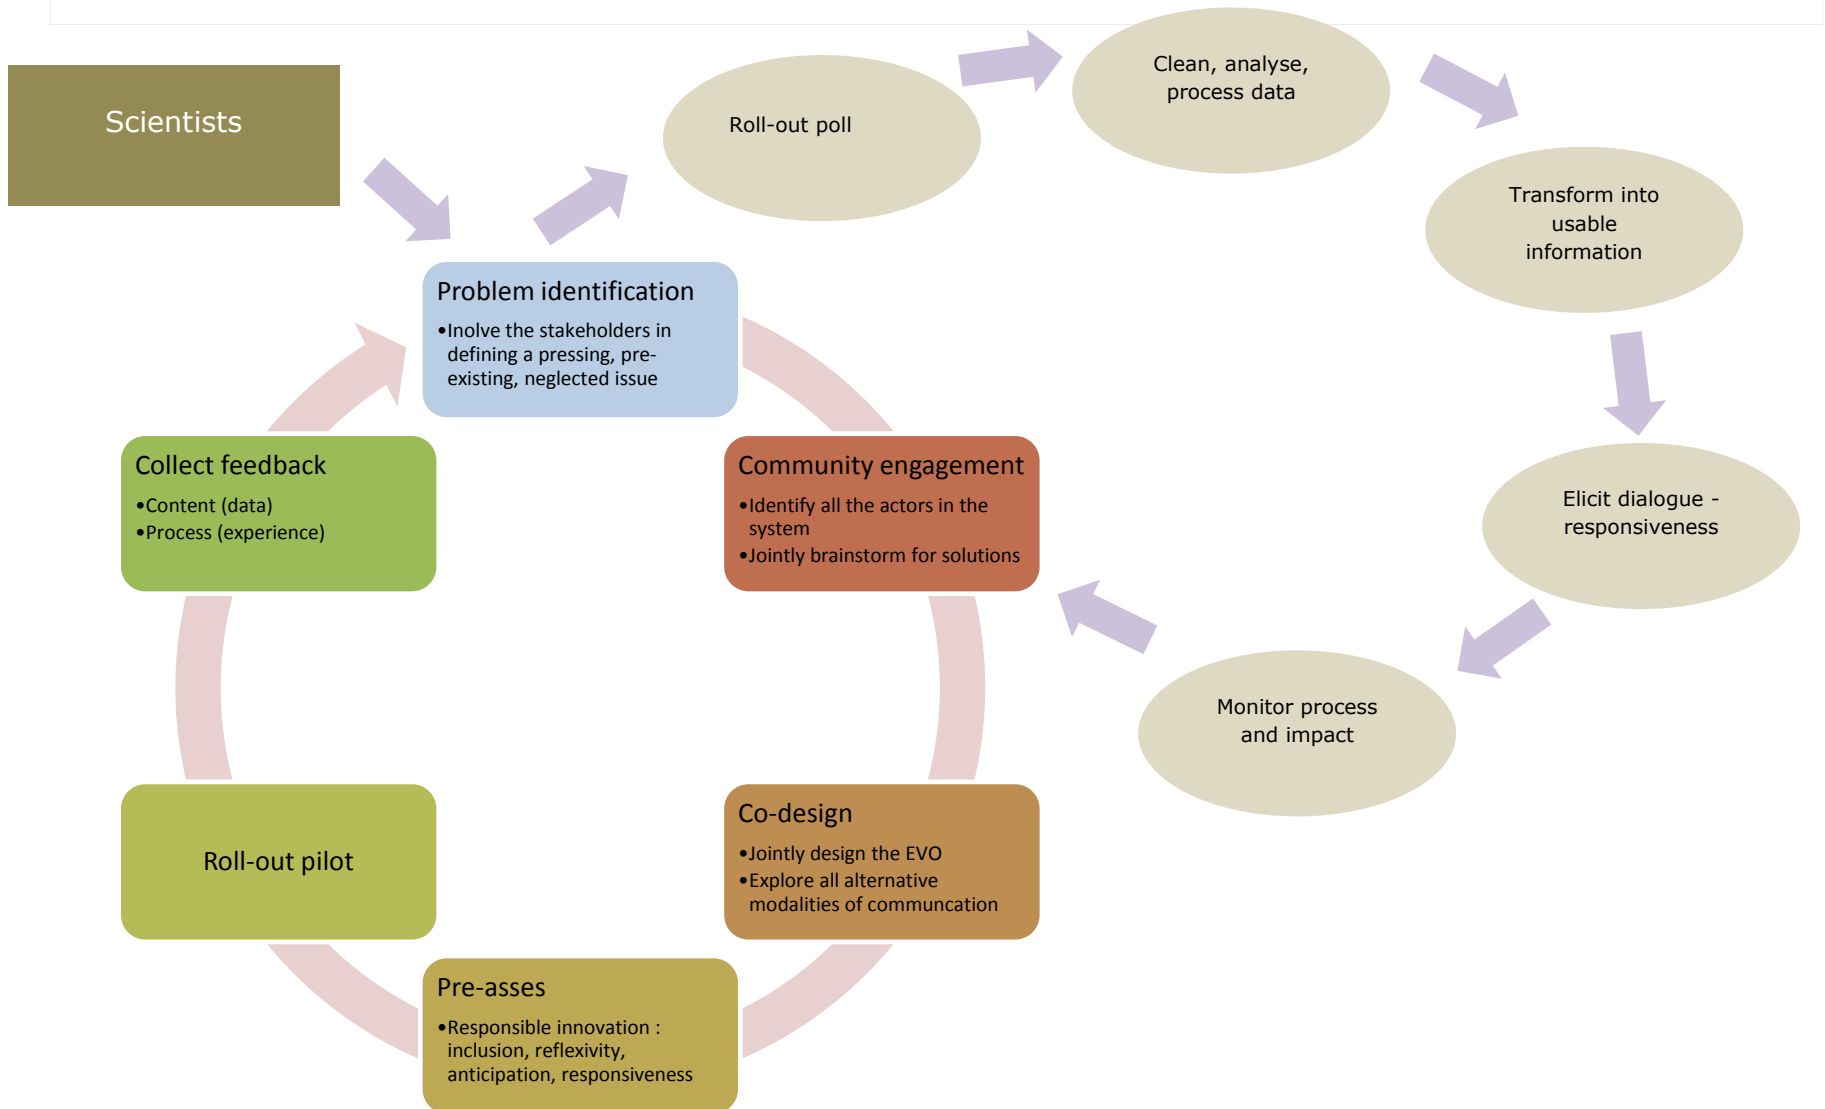 Scientists
Roll-out poll
Clean, analyse,
process data
Transform into
usable
information
Elicit dialogue -
responsiveness
Monitor process
and impact
Problem identification
•Inolve the stakeholders in
defining a pressing, pre-
existing, neglected issue
Community engagement
•Identify all the actors in the
system
•Jointly brainstorm for solutions
Co-design
•Jointly design the EVO
•Explore all alternative
modalities of communcation
Pre-asses
•Responsible innovation :
inclusion, reflexivity,
anticipation, responsiveness
Roll-out pilot
Collect feedback
•Content (data)
•Process (experience)